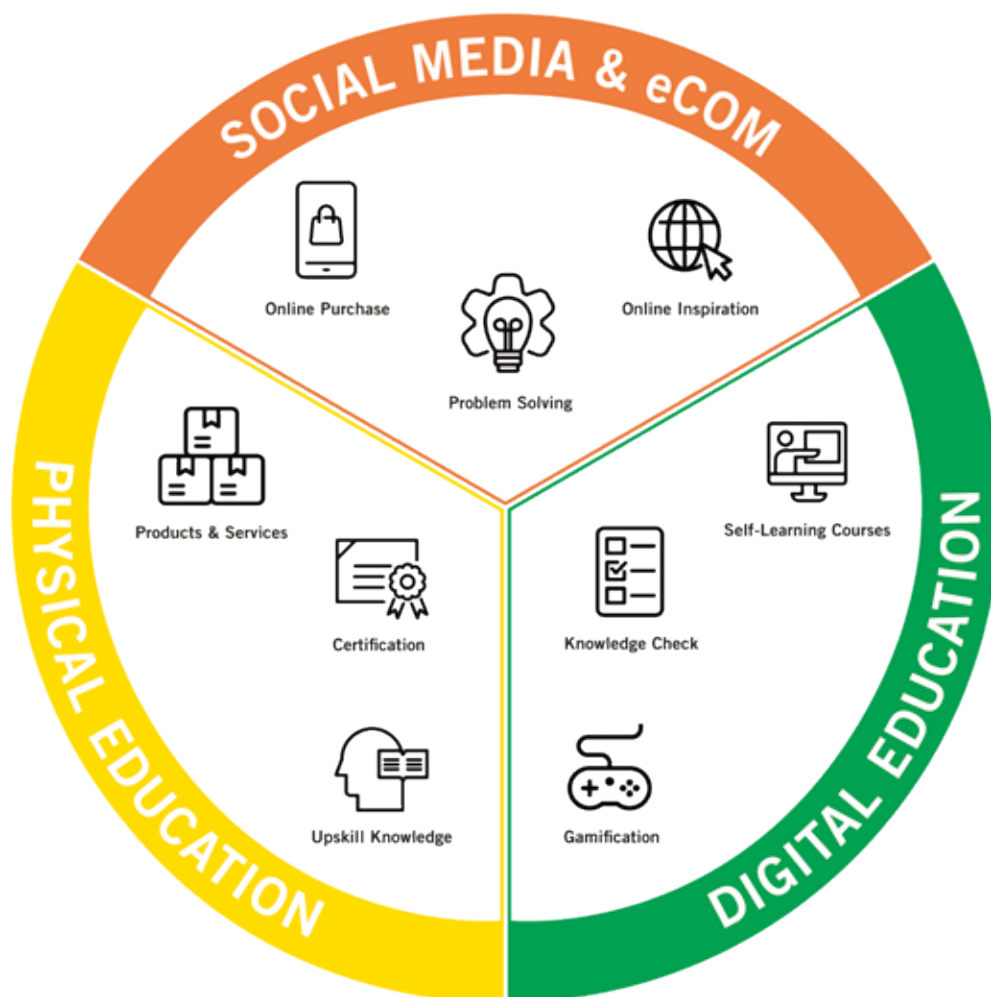 SOCIAL MEDIA & eCOM
Online Purchase
Online Inspiration
Problem Solving
PHYSICAL EDUCATION
Products & Services
Certification
Upskill Knowledge
DIGITAL EDUCATION
Self-Learning Courses
Knowledge Check
Gamification